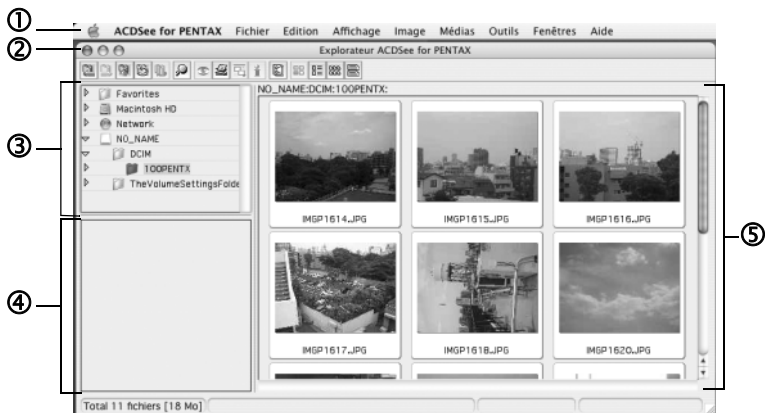 ①
ACDSee for PENTAX Fichier Edition Affichage Image Médias Outils Fenêtres Aide
②
Explorateur ACDSee for PENTAX
③
Favorites
Macintosh HD
Network
NO_NAME
DCIM
100PENTX
TheVolumeSettingsFolde
NO_NAME:DCIM:100PENTX:
IMGP1614.JPG
IMGP1615.JPG
IMGP1616.JPG
④
⑤
IMGP1617.JPG
IMGP1618.JPG
IMGP1620.JPG
Total 11 fichiers [18 Mo]